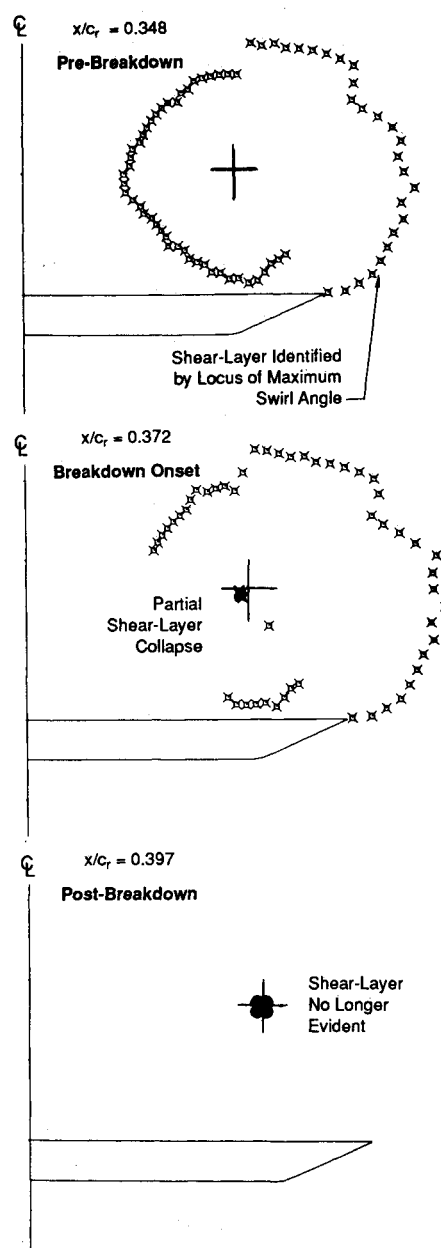 ℄
x/cᵣ = 0.348
Pre-Breakdown
Shear-Layer Identified
by Locus of Maximum
Swirl Angle
℄
x/cᵣ = 0.372
Breakdown Onset
Partial
Shear-Layer
Collapse
℄
x/cᵣ = 0.397
Post-Breakdown
Shear-Layer
No Longer
Evident